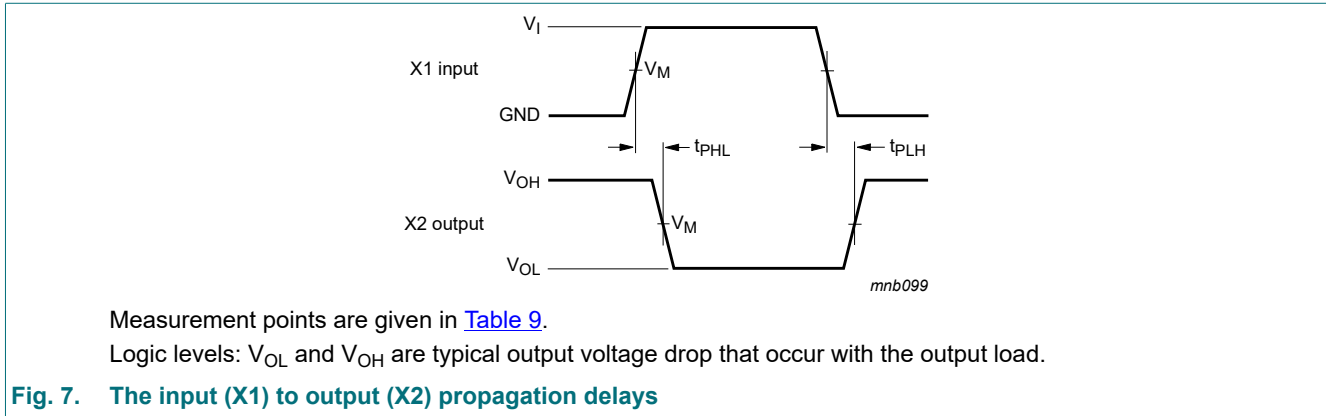 V_I
X1 input
V_M
GND
t_PHL
t_PLH
V_OH
X2 output
V_M
V_OL
mnb099
Measurement points are given in Table 9.
Logic levels: V_OL and V_OH are typical output voltage drop that occur with the output load.
Fig. 7. The input (X1) to output (X2) propagation delays